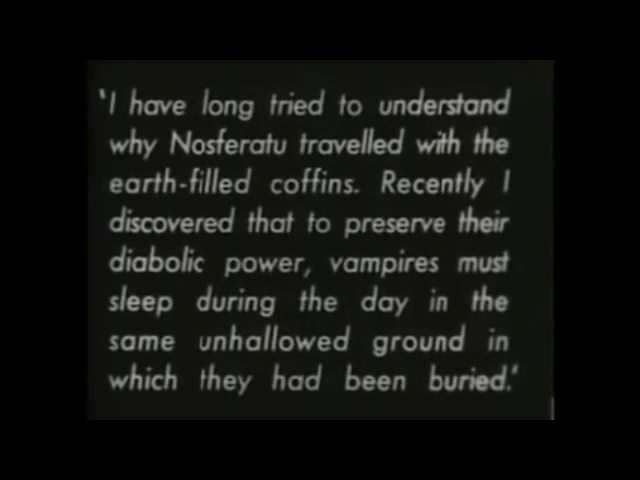 'I have long tried to understand
why Nosferatu travelled with the
earth-filled coffins. Recently I
discovered that to preserve their
diabolic power, vampires must
sleep during the day in the
same unhallowed ground in
which they had been buried.'